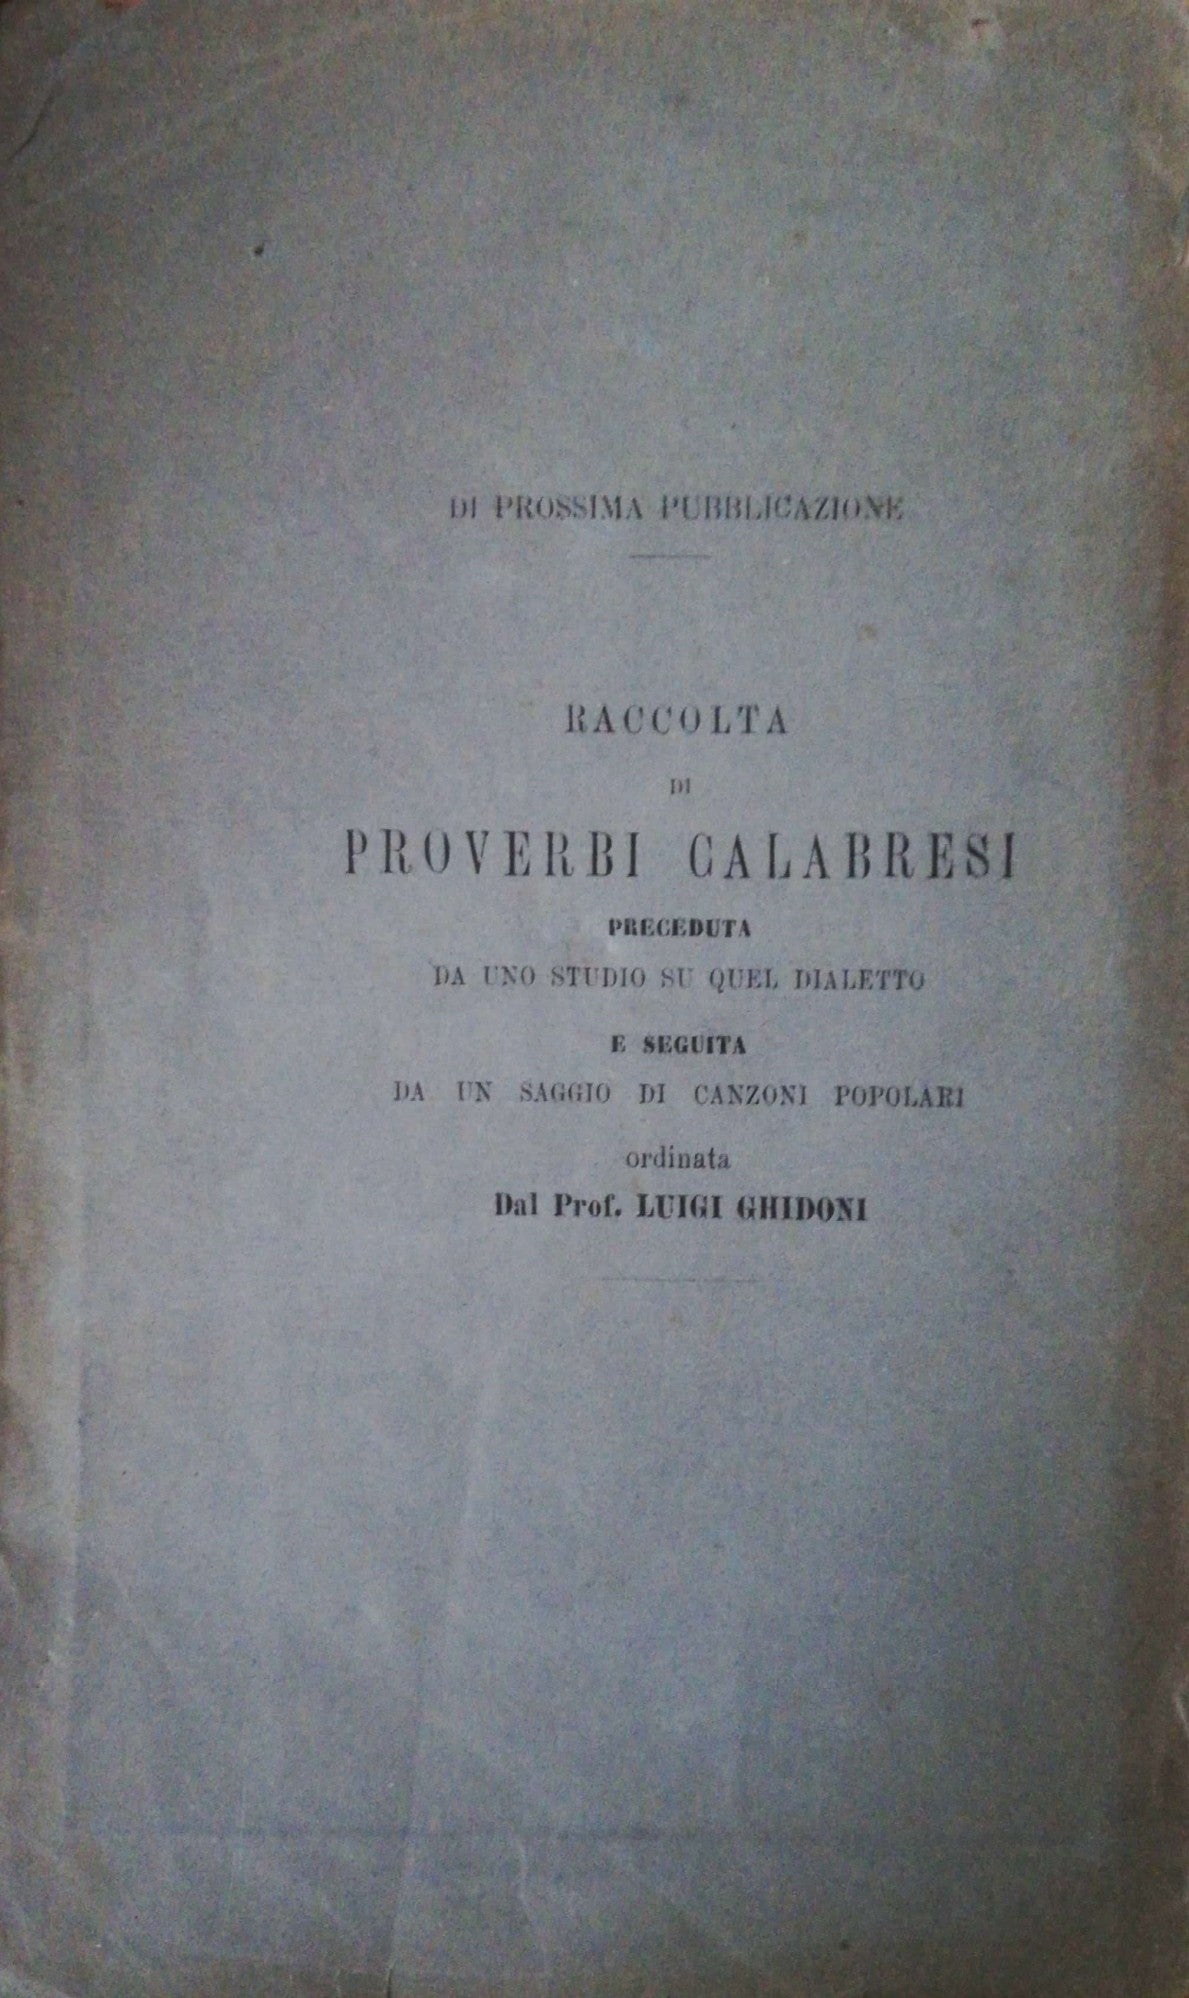 DI PROSSIMA PUBBLICAZIONE
RACCOLTA
DI
PROVERBI CALABRESI
PRECEDUTA
DA UNO STUDIO SU QUEL DIALETTO
E SEGUITA
DA UN SAGGIO DI CANZONI POPOLARI
ordinata
Dal Prof. LUIGI GHIDONI